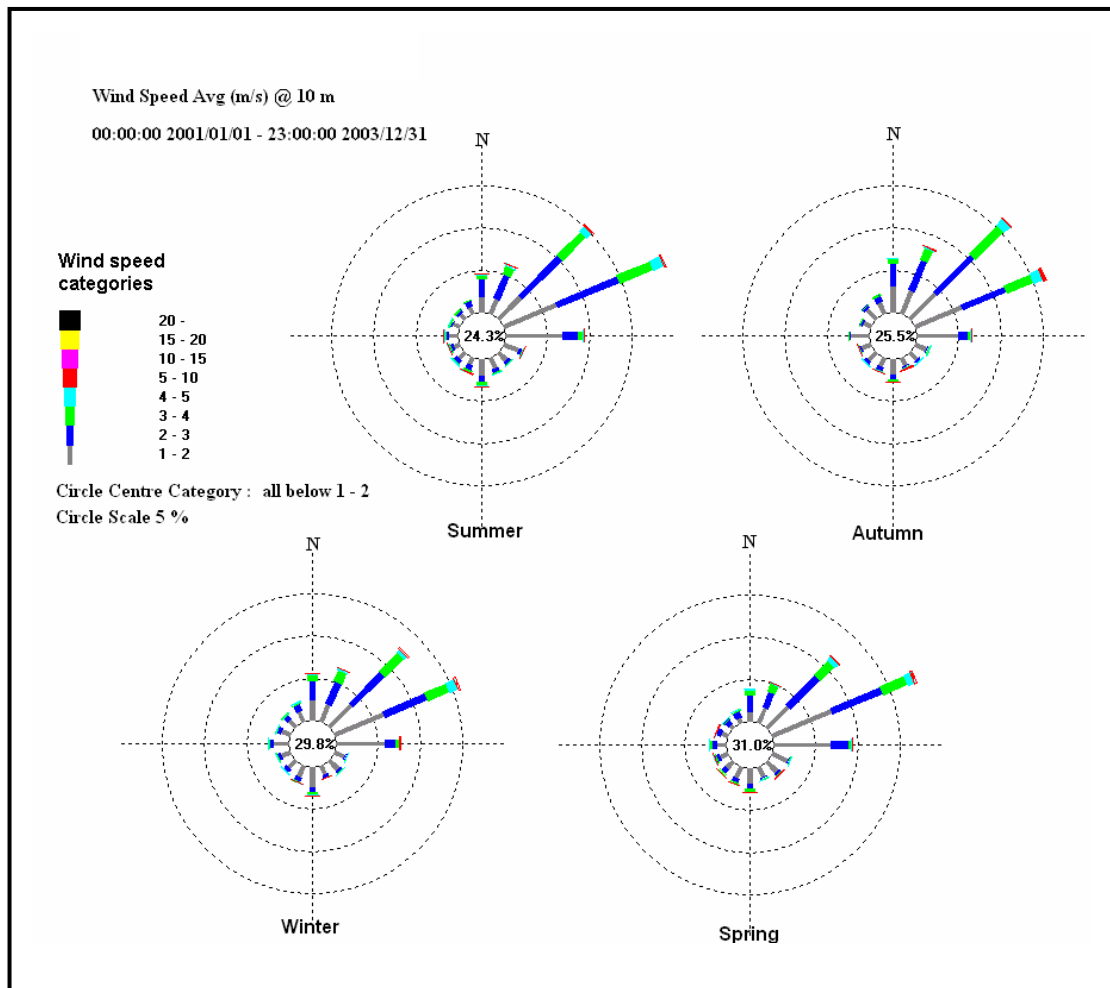 Wind Speed Avg (m/s) @ 10 m
00:00:00 2001/01/01 - 23:00:00 2003/12/31
N
N
24.3%
25.5%
Wind speed
categories
20 -
15 - 20
10 - 15
5 - 10
4 - 5
3 - 4
2 - 3
1 - 2
Circle Centre Category : all below 1 - 2
Circle Scale 5 %
Summer
Autumn
N
N
29.8%
31.0%
Winter
Spring